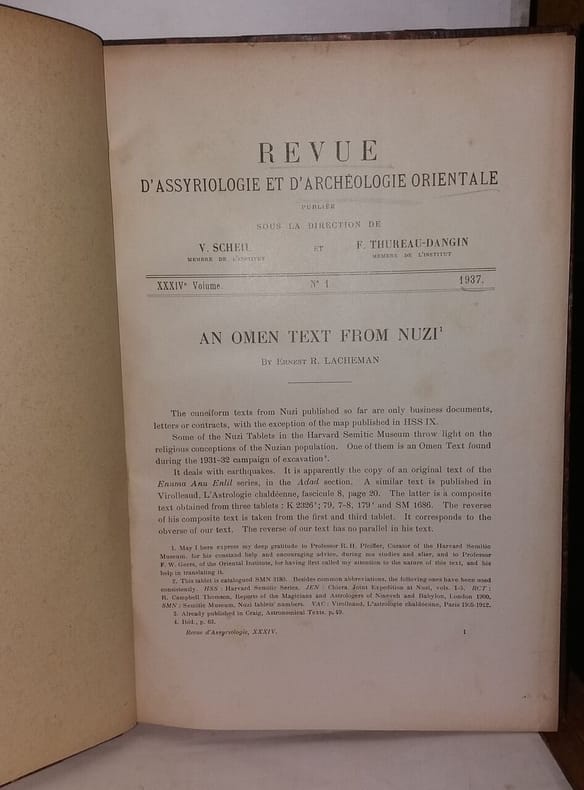 REVUE
D'ASSYRIOLOGIE ET D'ARCHÉOLOGIE ORIENTALE
PUBLIÉE
SOUS LA DIRECTION DE
V. SCHEIL ET F. THUREAU-DANGIN
MEMBRE DE L'INSTITUT MEMBRE DE L'INSTITUT
XXXIVe Volume. N° 1 1937.
AN OMEN TEXT FROM NUZI¹
By Ernest R. LACHEMAN
The cuneiform texts from Nuzi published so far are only business documents,
letters or contracts, with the exception of the map published in HSS IX.
Some of the Nuzi Tablets in the Harvard Semitic Museum throw light on the
religious conceptions of the Nuzian population. One of them is an Omen Text found
during the 1931-32 campaign of excavation².
It deals with earthquakes. It is apparently the copy of an original text of the
Enuma Anu Enlil series, in the Adad section. A similar text is published in
Virolleaud, L'Astrologie chaldéenne, fascicule 8, page 20. The latter is a composite
text obtained from three tablets: K 2326³; 79, 7-8, 179⁴ and SM 1686. The reverse
of his composite text is taken from the first and third tablet. It corresponds to the
obverse of our text. The reverse of our text has no parallel in his text.
1. May I here express my deep gratitude to Professor R. H. Pfeiffer, Curator of the Harvard Semitic
Museum, for his constand help and encouraging advice, during my studies and after, and to Professor
F. W. Geers, of the Oriental Institute, for having first called my attention to the nature of this text, and his
help in translating it.
2. This tablet is catalogued SMN 3180. Besides common abbreviations, the following ones have been used
consistently. HSS: Harvard Semitic Series. JEN: Chiera, Joint Expedition at Nuzi, vols. 1-5. RCT:
R. Campbell Thomson, Reports of the Magicians and Astrologers of Nineveh and Babylon, London 1900,
SMN: Semitic Museum, Nuzi tablets' numbers. VAC: Virolleaud, L'astrologie chaldéenne, Paris 1905-1912.
3. Already published in Craig, Astronomical Texts. p. 49.
4. Ibid., p. 63.
Revue d'Assyriologie, XXXIV. 1